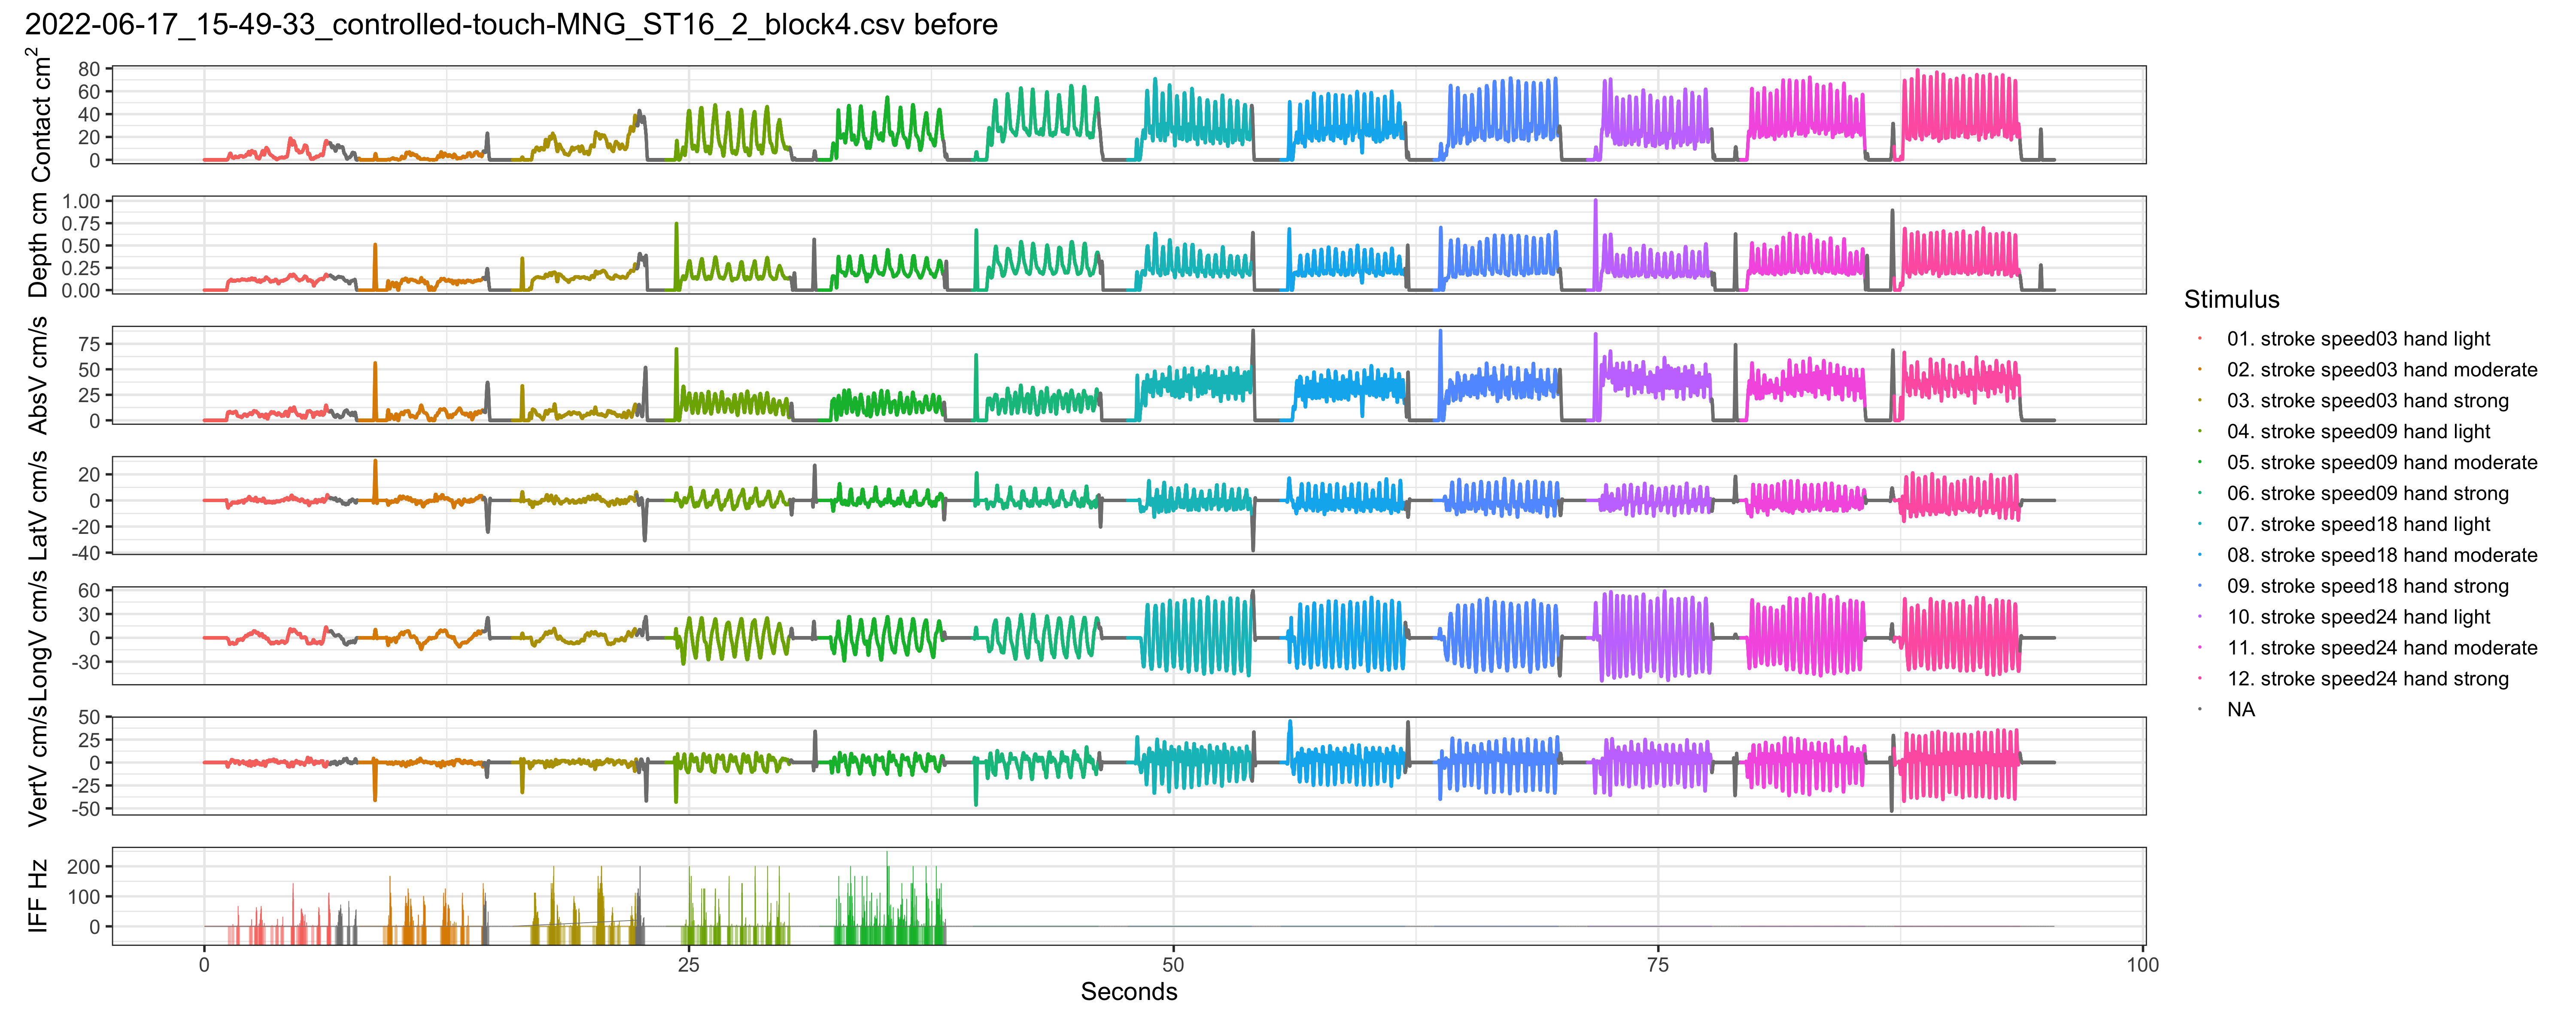 2022-06-17_15-49-33_controlled-touch-MNG_ST16_2_block4.csv before
Contact cm²
80
60
40
20
0
Depth cm
1.00
0.75
0.50
0.25
0.00
AbsV cm/s
75
50
25
0
LatV cm/s
20
0
-20
-40
LongV cm/s
60
30
0
-30
VertV cm/s
50
25
0
-25
-50
IFF Hz
200
100
0
0 25 50 75 100
Seconds
Stimulus
01. stroke speed03 hand light
02. stroke speed03 hand moderate
03. stroke speed03 hand strong
04. stroke speed09 hand light
05. stroke speed09 hand moderate
06. stroke speed09 hand strong
07. stroke speed18 hand light
08. stroke speed18 hand moderate
09. stroke speed18 hand strong
10. stroke speed24 hand light
11. stroke speed24 hand moderate
12. stroke speed24 hand strong
NA